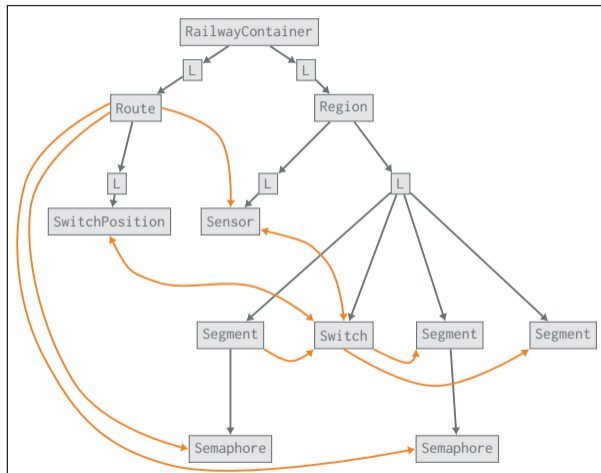 RailwayContainer
L
L
Route
Region
L
L
L
SwitchPosition
Sensor
Segment
Switch
Segment
Segment
Semaphore
Semaphore